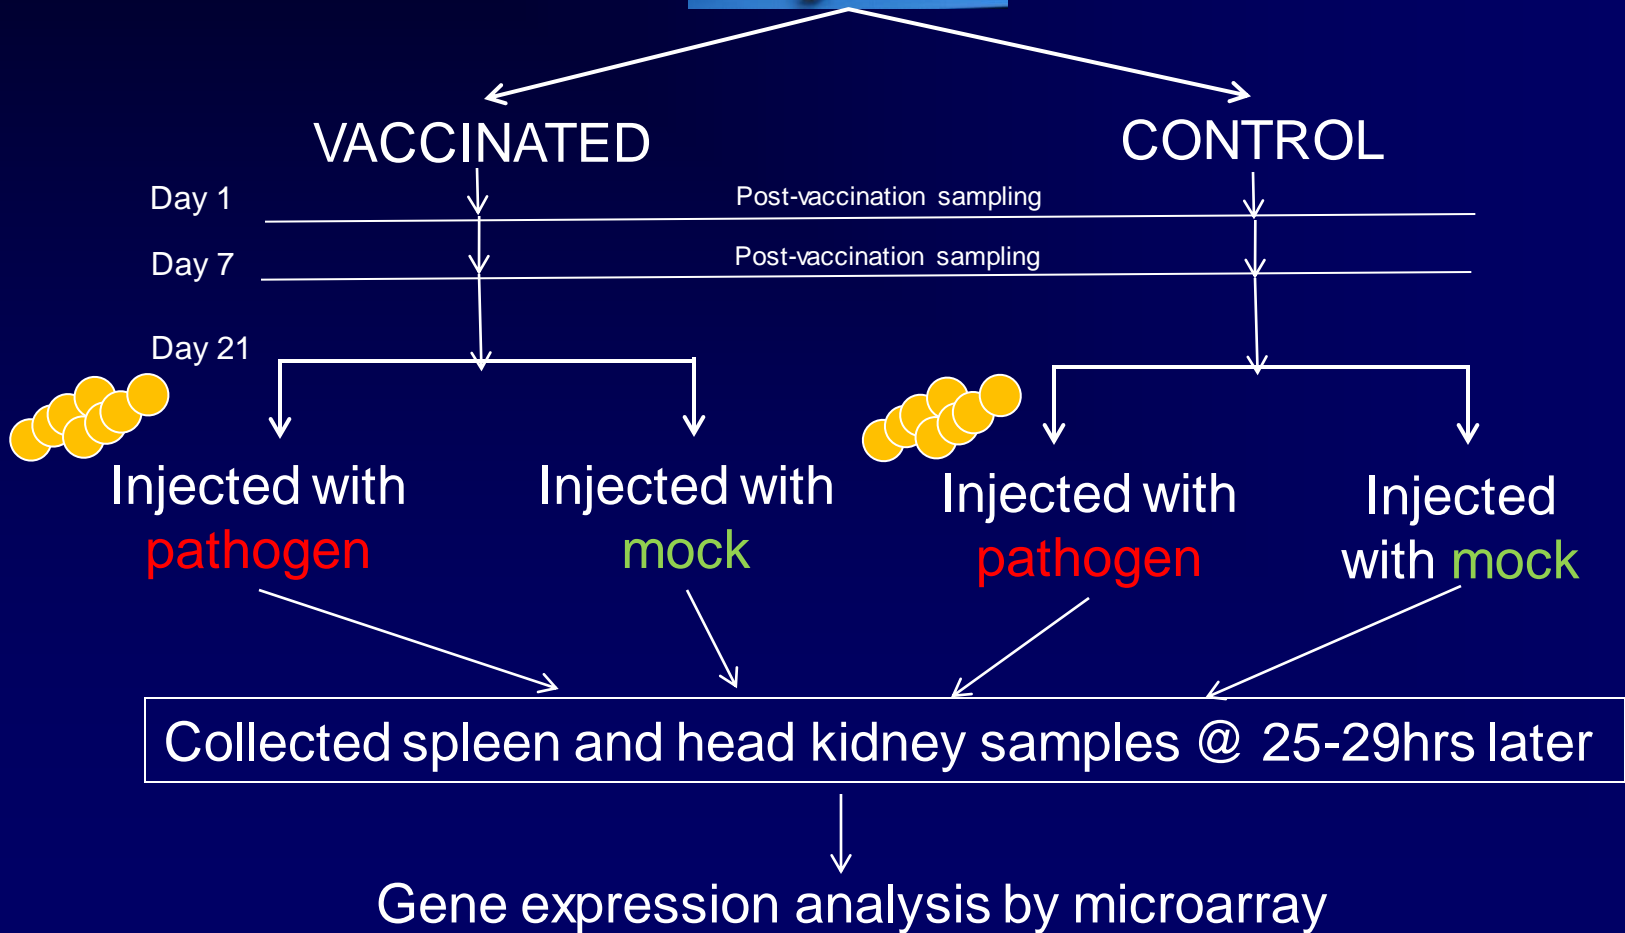 VACCINATED
CONTROL
Day 1
Post-vaccination sampling
Day 7
Post-vaccination sampling
Day 21
Injected with
pathogen
Injected with
mock
Injected with
pathogen
Injected
with mock
Collected spleen and head kidney samples @ 25-29hrs later
Gene expression analysis by microarray